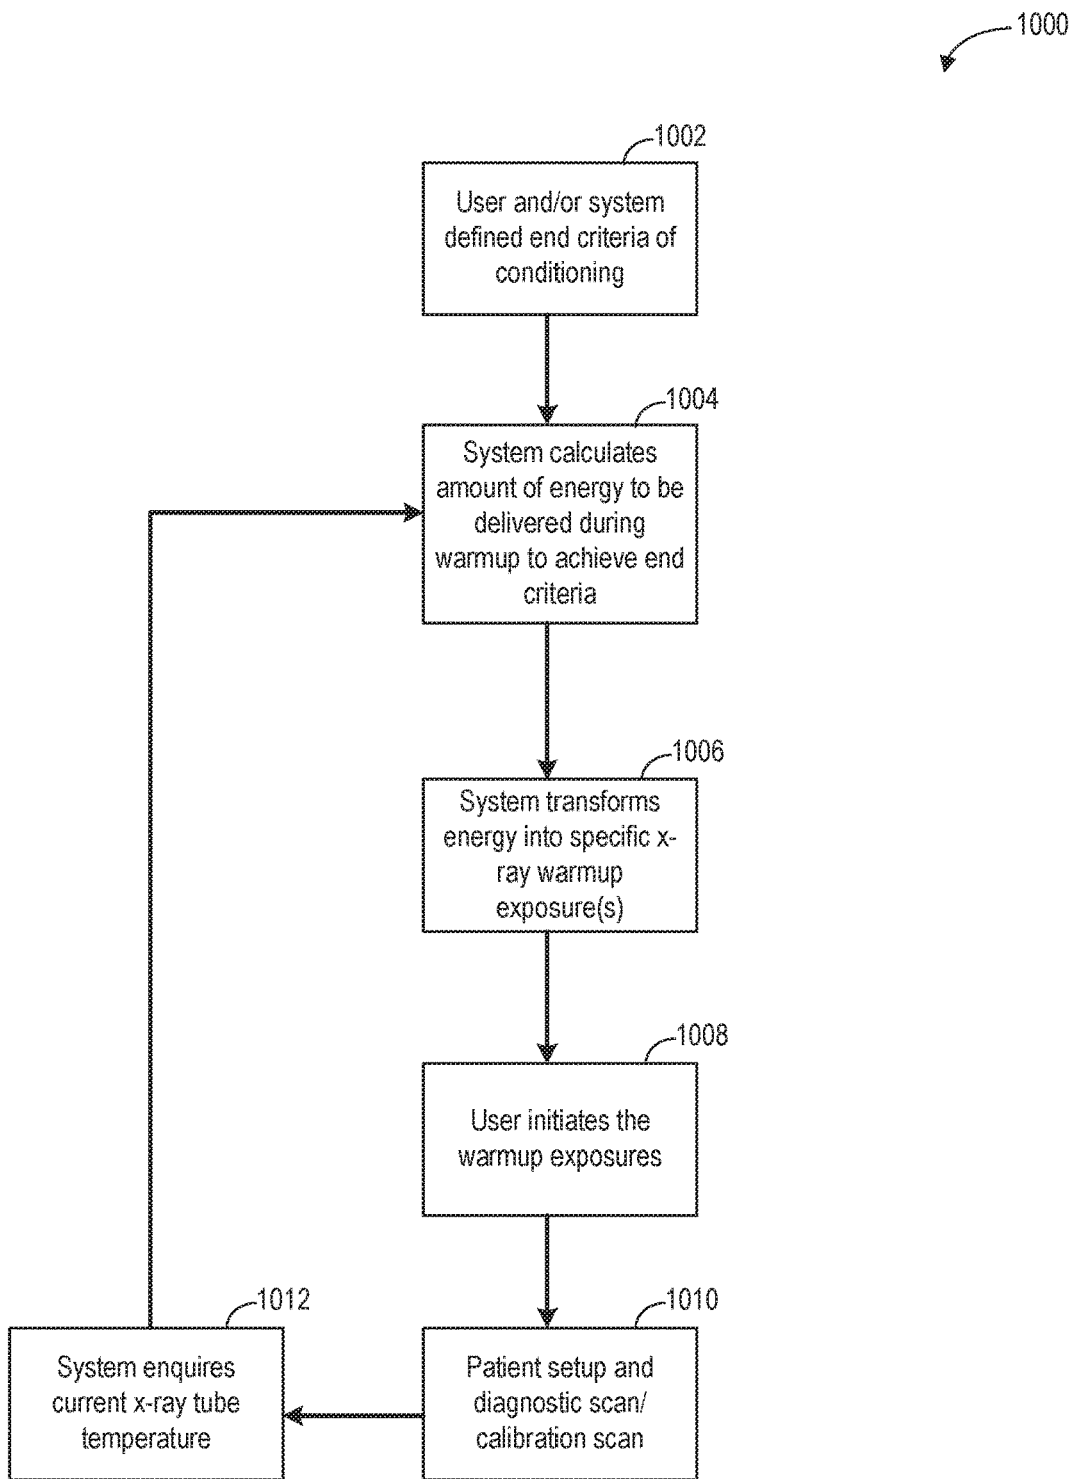 1000
1002
User and/or system
defined end criteria of
conditioning
1004
System calculates
amount of energy to be
delivered during
warmup to achieve end
criteria
1006
System transforms
energy into specific x-
ray warmup
exposure(s)
1008
User initiates the
warmup exposures
1012
System enquires
current x-ray tube
temperature
1010
Patient setup and
diagnostic scan/
calibration scan